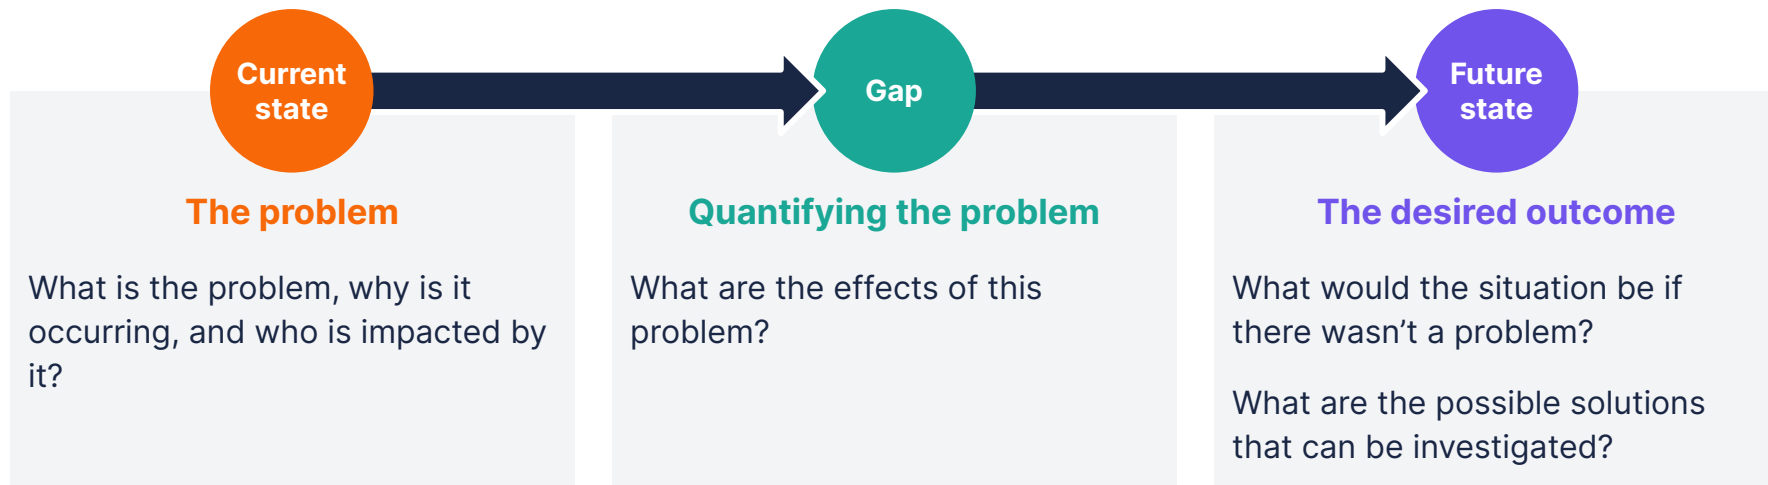 Current
state
Gap
Future
state
The problem
What is the problem, why is it
occurring, and who is impacted by
it?
Quantifying the problem
What are the effects of this
problem?
The desired outcome
What would the situation be if
there wasn’t a problem?
What are the possible solutions
that can be investigated?